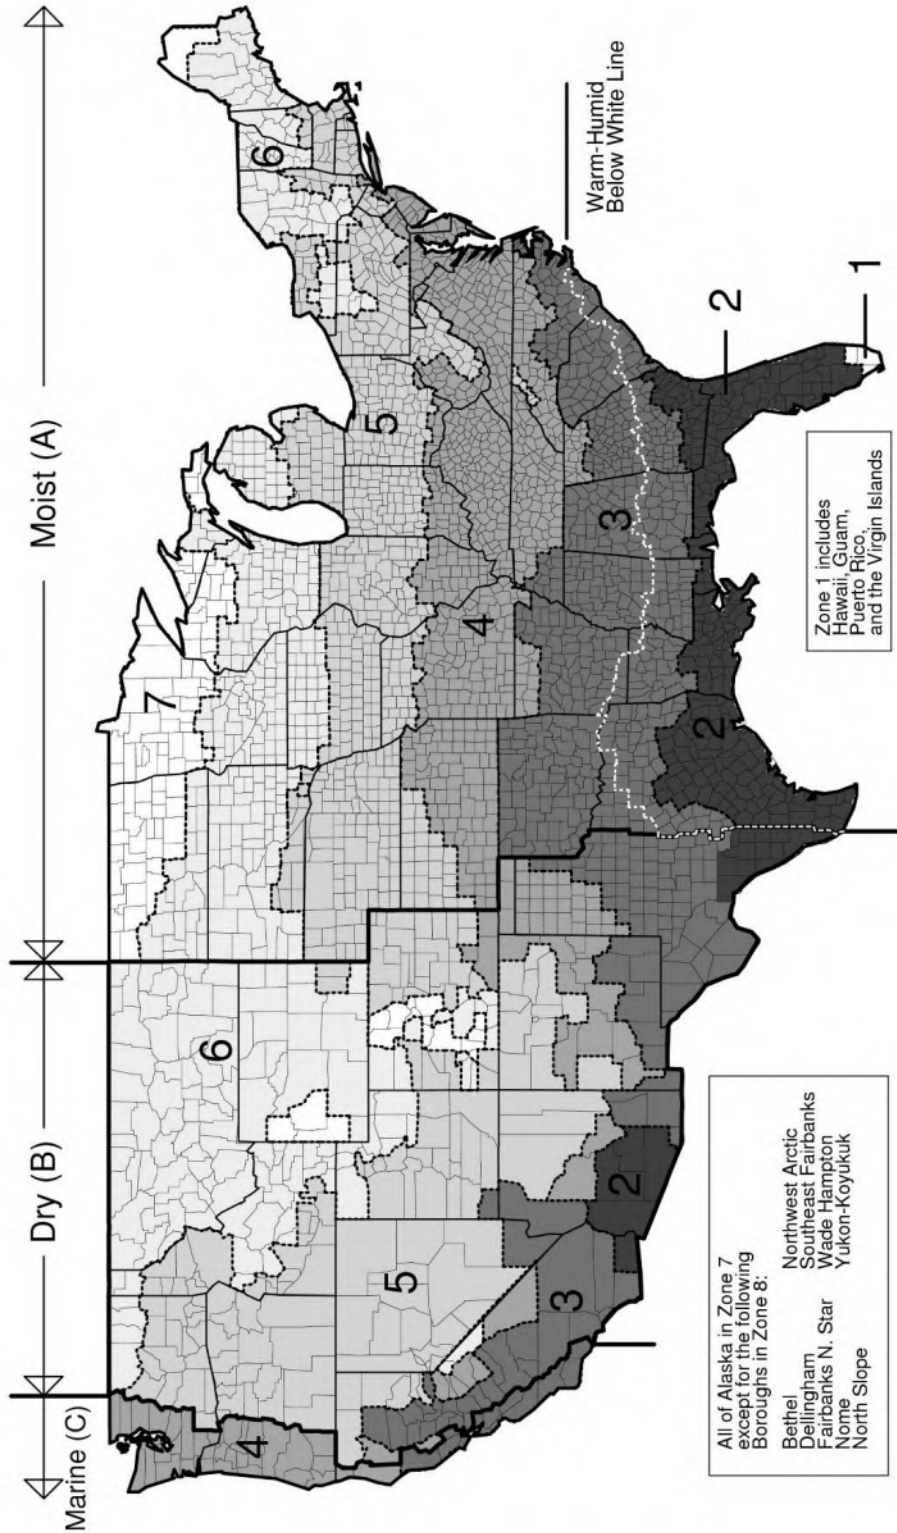 Marine (C)
Dry (B)
Moist (A)
7
6
6
5
5
4
4
3
3
2
2
Warm-Humid
Below White Line
2
1
All of Alaska in Zone 7
except for the following
Boroughs in Zone 8:
Bethel
Dellingham
Fairbanks N. Star
Nome
North Slope
Northwest Arctic
Southeast Fairbanks
Wade Hampton
Yukon-Koyukuk
Zone 1 includes
Hawaii, Guam,
Puerto Rico,
and the Virgin Islands